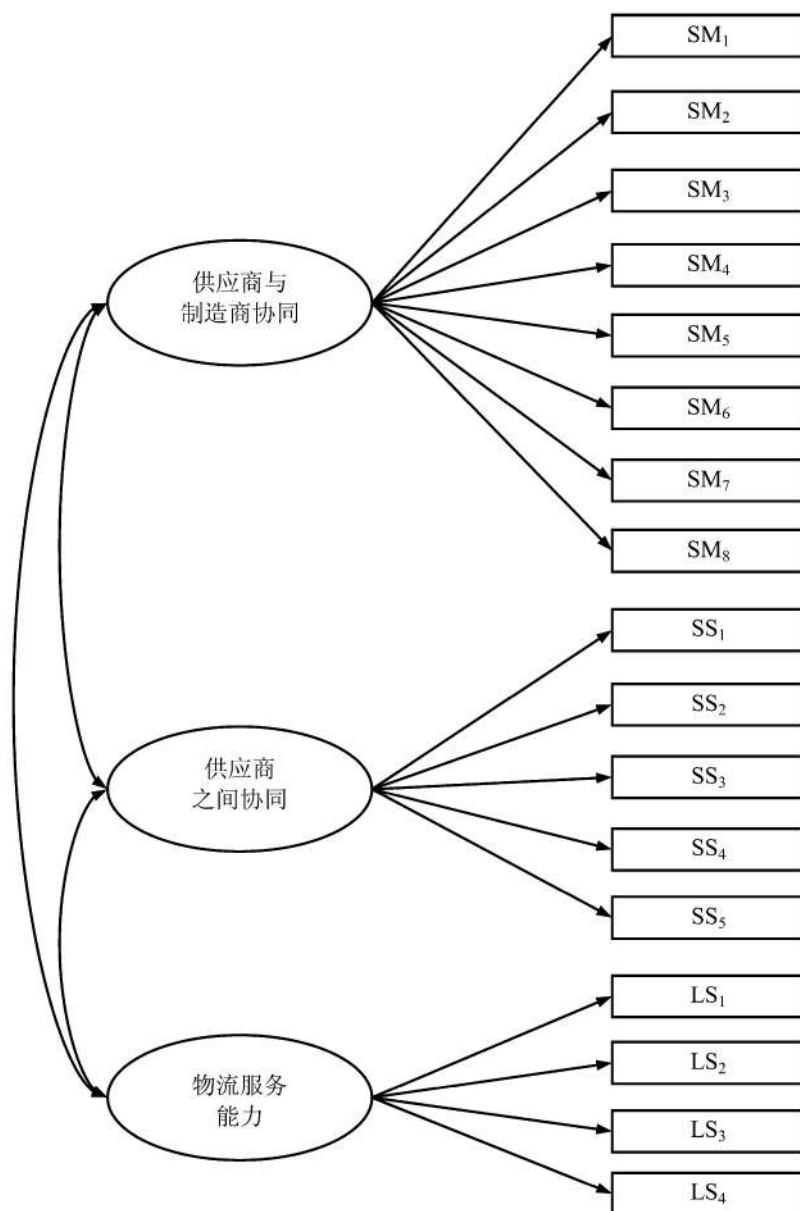 SM₁
SM₂
SM₃
SM₄
供应商与
制造商协同
SM₅
SM₆
SM₇
SM₈
SS₁
SS₂
供应商
之间协同
SS₃
SS₄
SS₅
LS₁
LS₂
物流服务
能力
LS₃
LS₄